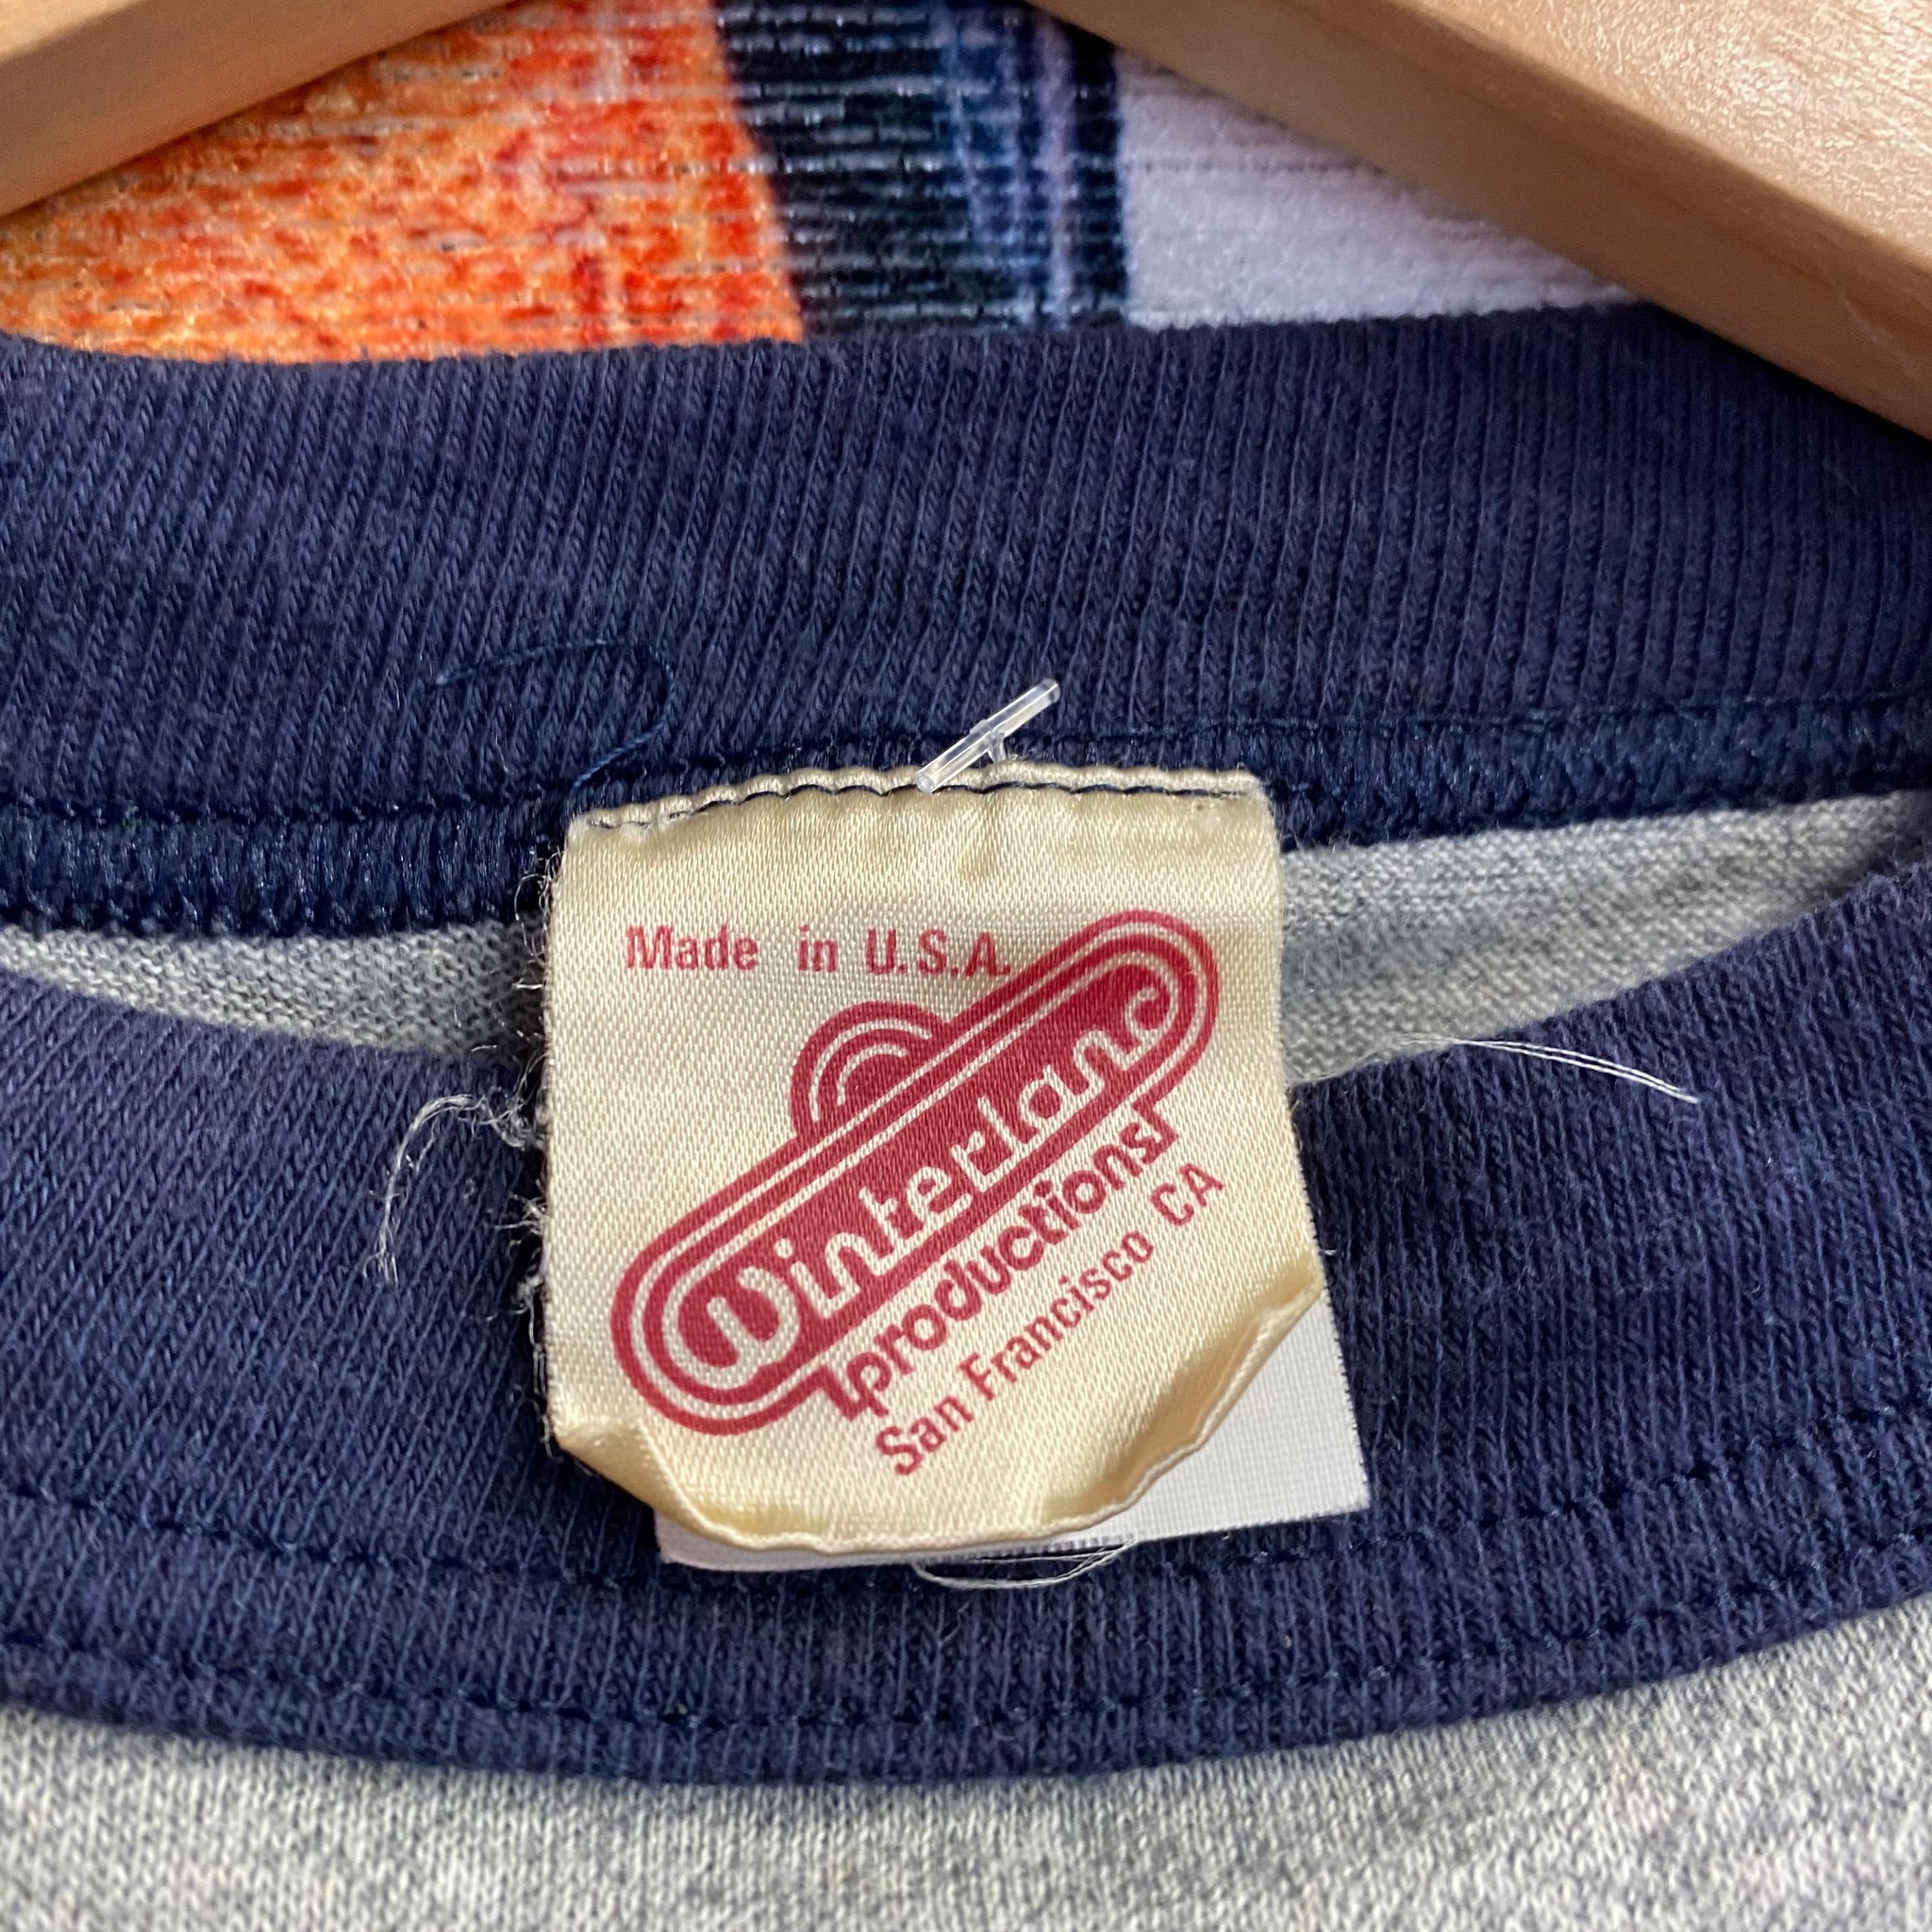 Made in U.S.A.
Winterland
productions
San Francisco CA